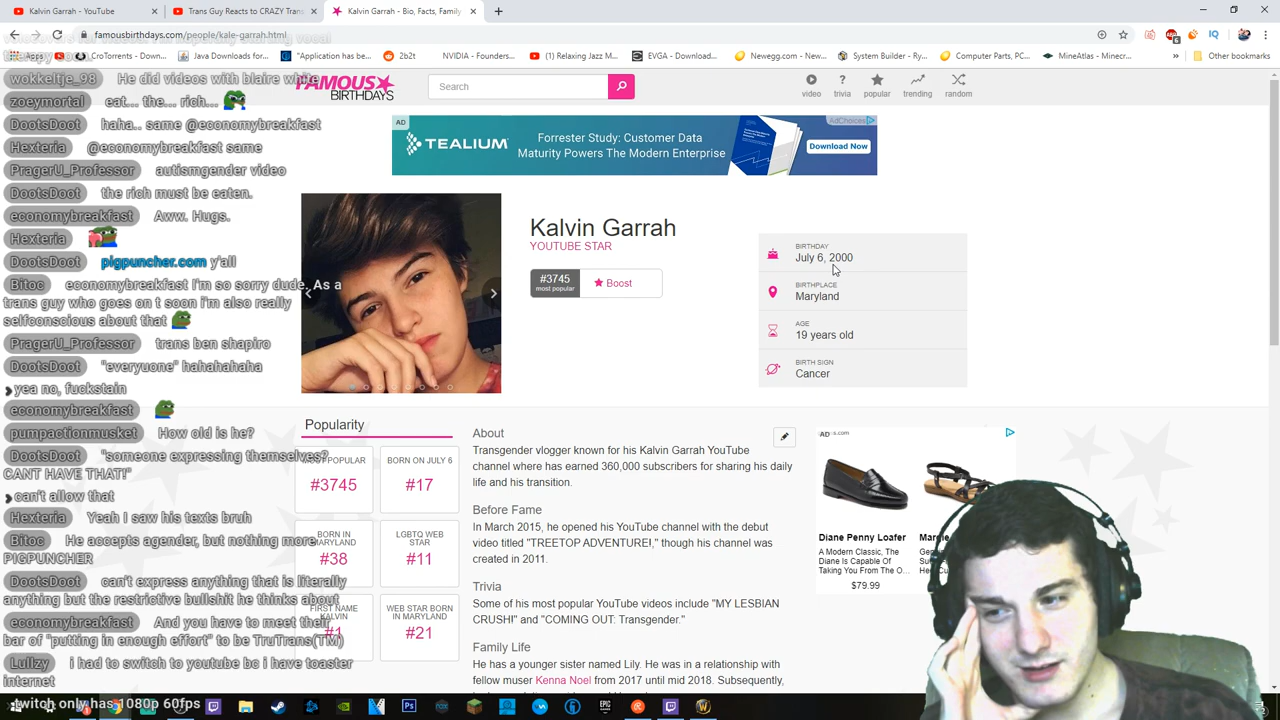 Kalvin Garrah - YouTube
Trans Guy Reacts to CRAZY Trans
Kalvin Garrah - Bio, Facts, Family
famousbirthdays.com/people/kale-garrah.html
CroTorrents - Down...
Java Downloads for...
"Application has be...
2b2t
NVIDIA - Founders...
(1) Relaxing Jazz M...
EVGA - Download...
Newegg.com - New...
System Builder - Ry...
Computer Parts, PC...
MineAtlas - Minecr...
Other bookmarks
wokkeltje_98 He did videos with blaire white
zoeymortal eat... the... rich...
DootsDoot haha.. same @economybreakfast
Hexteria @economybreakfast same
PragerU_Professor autismgender video
DootsDoot the rich must be eaten.
economybreakfast Aww. Hugs.
Hexteria
DootsDoot pigpuncher.com y'all
Bitoc economybreakfast I'm so sorry dude. As a
trans guy who goes on t soon i'm also really
selfconscious about that
PragerU_Professor trans ben shapiro
DootsDoot "everyuone" hahahahaha
yea no, fuckstain
economybreakfast
pumpactionmusket How old is he?
DootsDoot "someone expressing themselves?
CANT HAVE THAT!"
can't allow that
Hexteria Yeah I saw his texts bruh
Bitoc He accepts agender, but nothing more
PIGPUNCHER
DootsDoot can't express anything that is literally
anything but the restrictive bullshit he thinks about
economybreakfast And you have to meet their
bar of "putting in enough effort" to be TruTrans(TM)
Lullzy i had to switch to youtube bc i have toaster
internet
twitch only has 1080p 60fps
FAMOUS
BIRTHDAYS
Search
video
trivia
popular
trending
random
AD
TEALIUM
Forrester Study: Customer Data
Maturity Powers The Modern Enterprise
AdChoices
Download Now
Kalvin Garrah
YOUTUBE STAR
#3745
most popular
Boost
BIRTHDAY
July 6, 2000
BIRTHPLACE
Maryland
AGE
19 years old
BIRTH SIGN
Cancer
Popularity
MOST POPULAR
#3745
BORN ON JULY 6
#17
BORN IN
MARYLAND
#38
LGBTQ WEB
STAR
#11
FIRST NAME
KALVIN
#1
WEB STAR BORN
IN MARYLAND
#21
About
Transgender vlogger known for his Kalvin Garrah YouTube
channel where has earned 360,000 subscribers for sharing his daily
life and his transition.
Before Fame
In March 2015, he opened his YouTube channel with the debut
video titled "TREETOP ADVENTURE!," though his channel was
created in 2011.
Trivia
Some of his most popular YouTube videos include "MY LESBIAN
CRUSH" and "COMING OUT: Transgender."
Family Life
He has a younger sister named Lily. He was in a relationship with
fellow muser Kenna Noel from 2017 until mid 2018. Subsequently,
AD
Diane Penny Loafer
A Modern Classic, The
Diane Is Capable Of
Taking You From The O...
$79.99